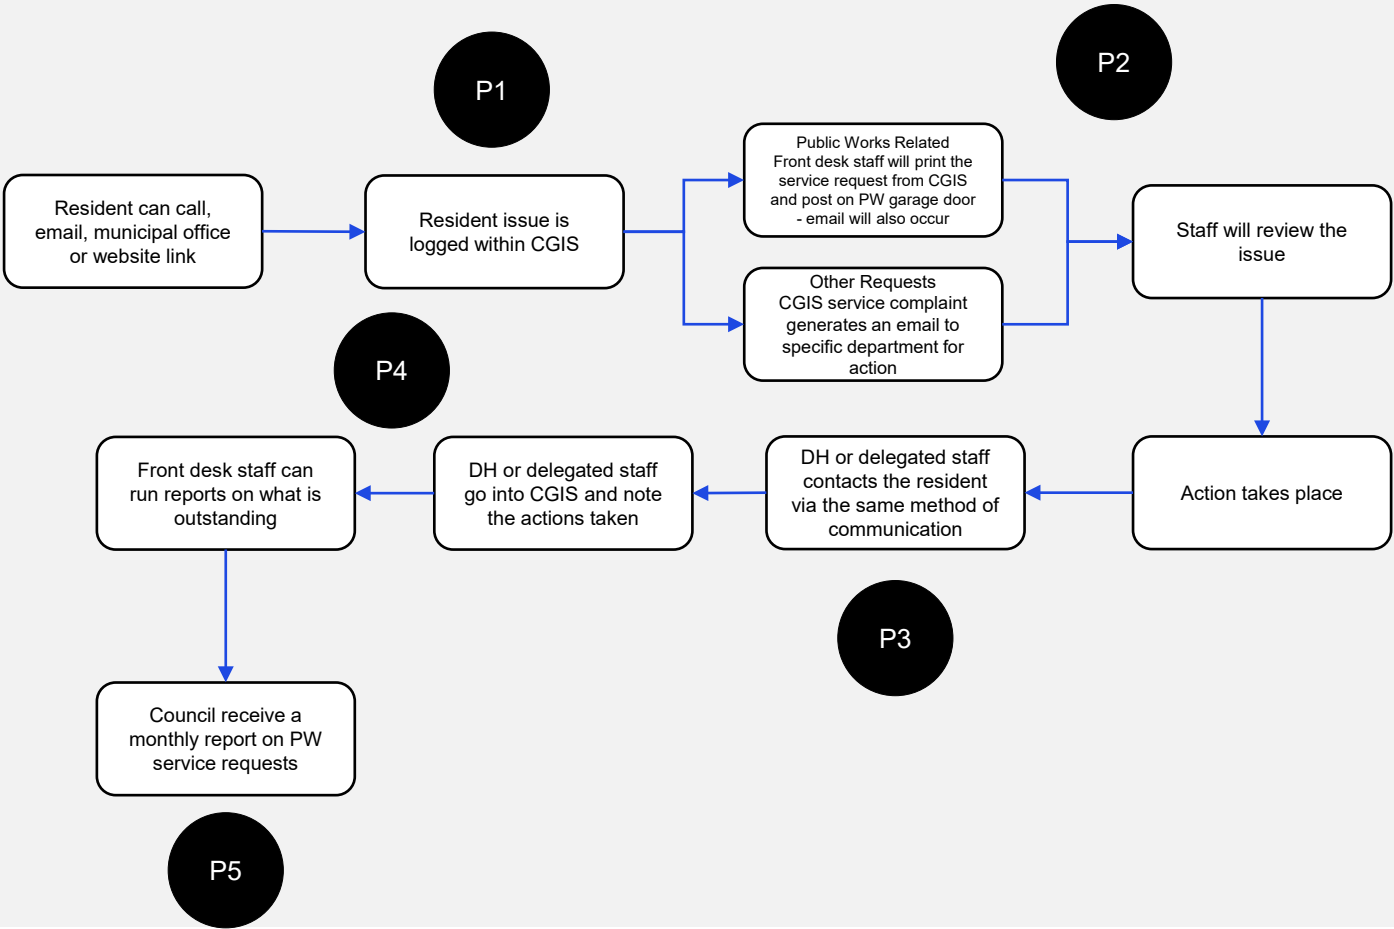 P1
P2
Resident can call,
email, municipal office
or website link
Resident issue is
logged within CGIS
Public Works Related
Front desk staff will print the
service request from CGIS
and post on PW garage door
- email will also occur
Other Requests
CGIS service complaint
generates an email to
specific department for
action
Staff will review the
issue
P4
Action takes place
DH or delegated staff
contacts the resident
via the same method of
communication
DH or delegated staff
go into CGIS and note
the actions taken
Front desk staff can
run reports on what is
outstanding
P3
Council receive a
monthly report on PW
service requests
P5